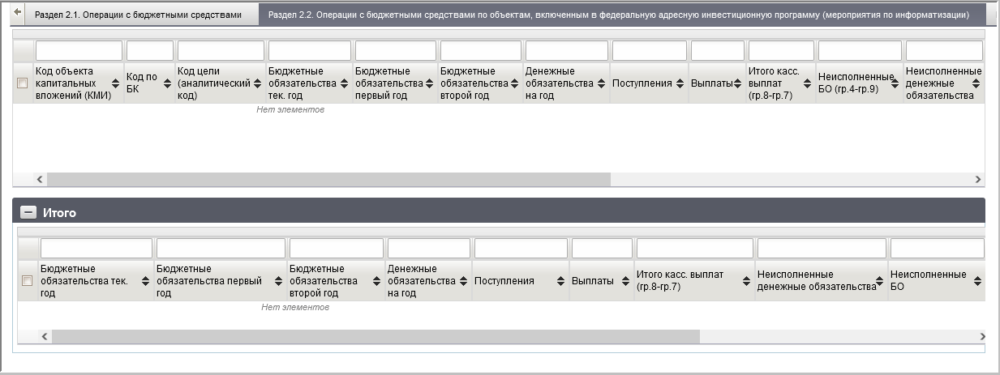 Раздел 2.1. Операции с бюджетными средствами
Раздел 2.2. Операции с бюджетными средствами по объектам, включенным в федеральную адресную инвестиционную программу (мероприятия по информатизации)
Код объекта
капитальных
вложений (КМИ)
Код по
БК
Код цели
(аналитический
код)
Бюджетные
обязательства
тек. год
Бюджетные
обязательства
первый год
Бюджетные
обязательства
второй год
Денежные
обязательства
на год
Поступления
Выплаты
Итого касс.
выплат
(гр.8-гр.7)
Неисполненные
БО (гр.4-гр.9)
Неисполненные
денежные
обязательства
Нет элементов
Итого
Бюджетные
обязательства тек.
год
Бюджетные
обязательства первый
год
Бюджетные
обязательства
второй год
Денежные
обязательства
на год
Поступления
Выплаты
Итого касс. выплат
(гр.8-гр.7)
Неисполненные
денежные обязательства
Неисполненные
БО
Нет элементов